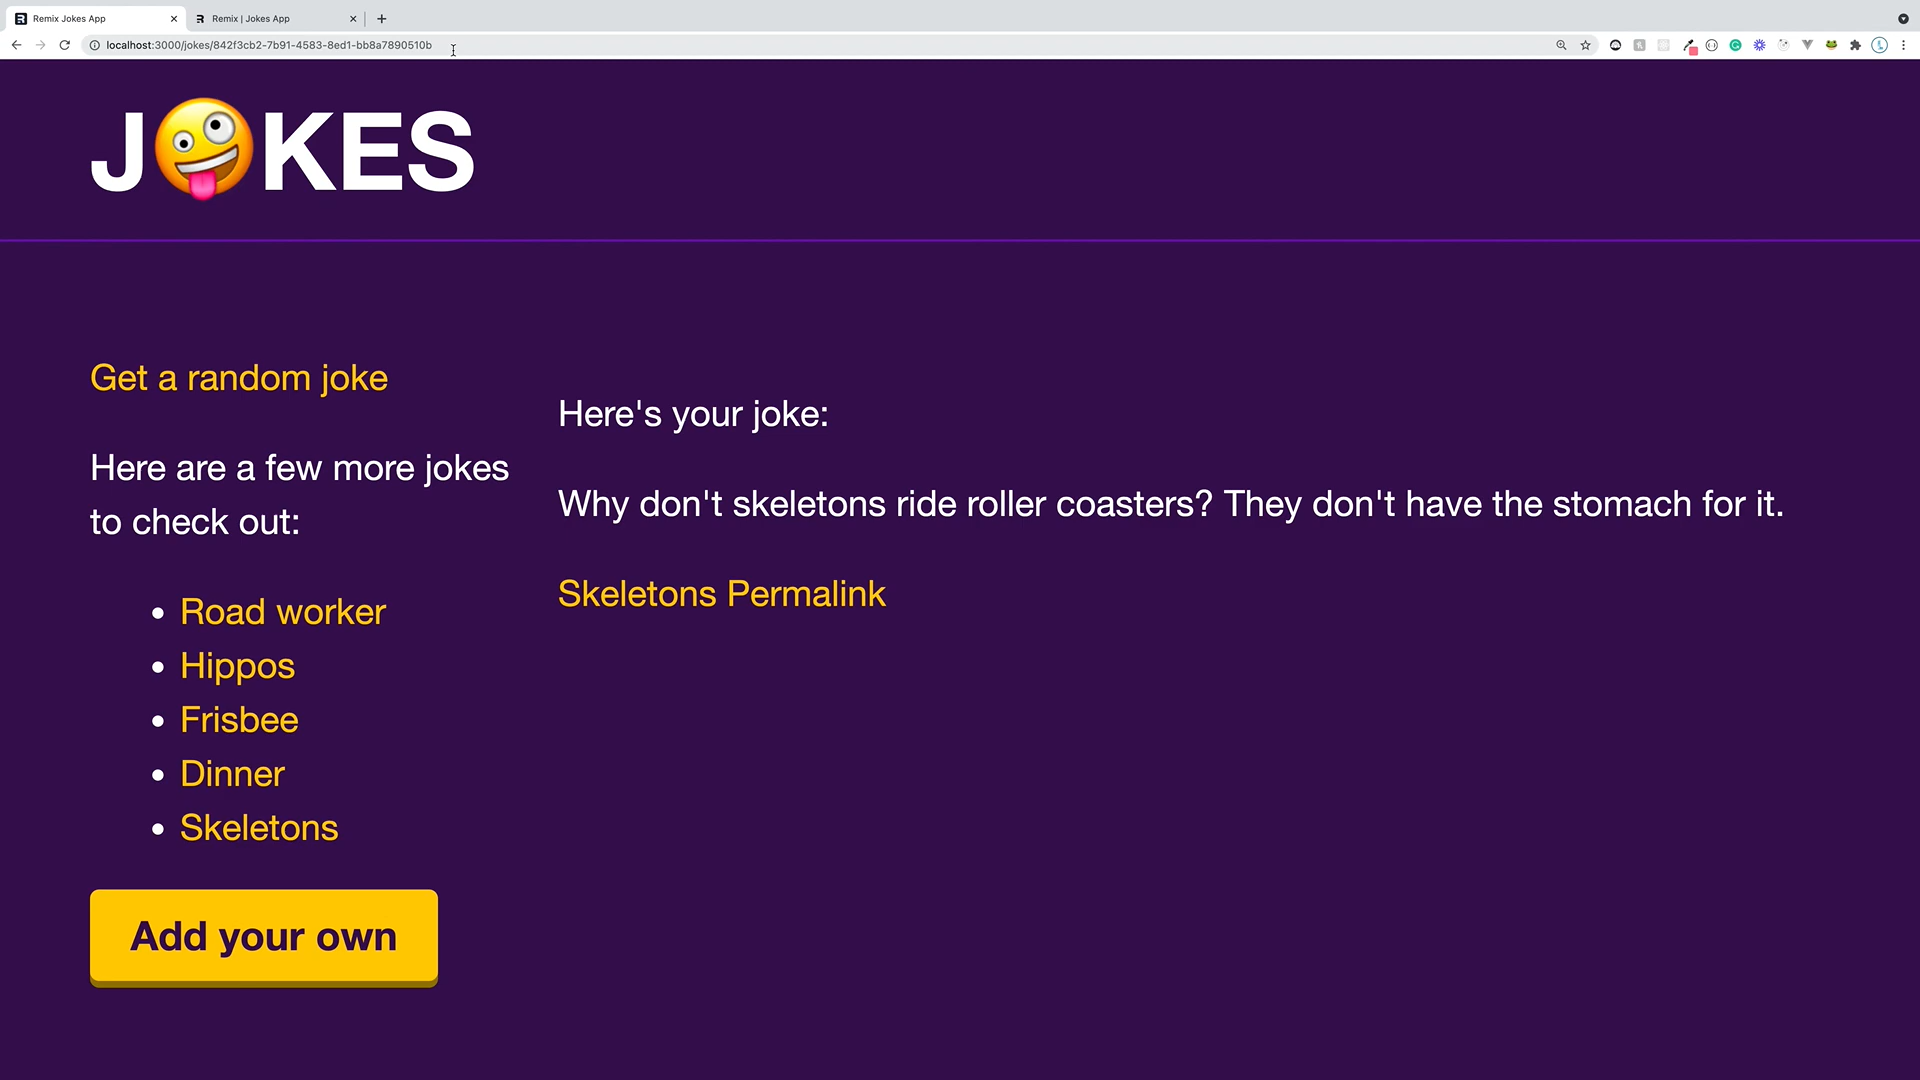 Remix Jokes App
Remix | Jokes App
localhost:3000/jokes/842f3cb2-7b91-4583-8ed1-bb8a7890510b
J🤪KES
Get a random joke
Here are a few more jokes
to check out:
Road worker
Hippos
Frisbee
Dinner
Skeletons
Add your own
Here's your joke:
Why don't skeletons ride roller coasters? They don't have the stomach for it.
Skeletons Permalink